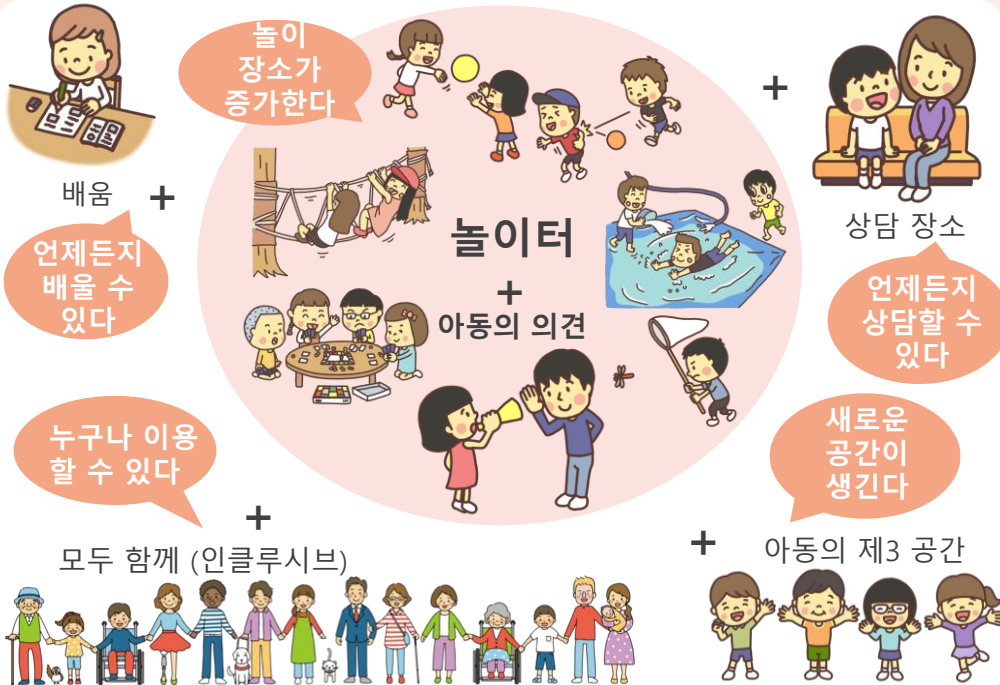 놀이
장소가
증가한다
+
배움
+
언제든지
배울 수
있다
놀이터
+
아동의 의견
상담 장소
언제든지
상담할 수
있다
누구나 이용
할 수 있다
+
모두 함께 (인클루시브)
새로운
공간이
생긴다
+
아동의 제3 공간